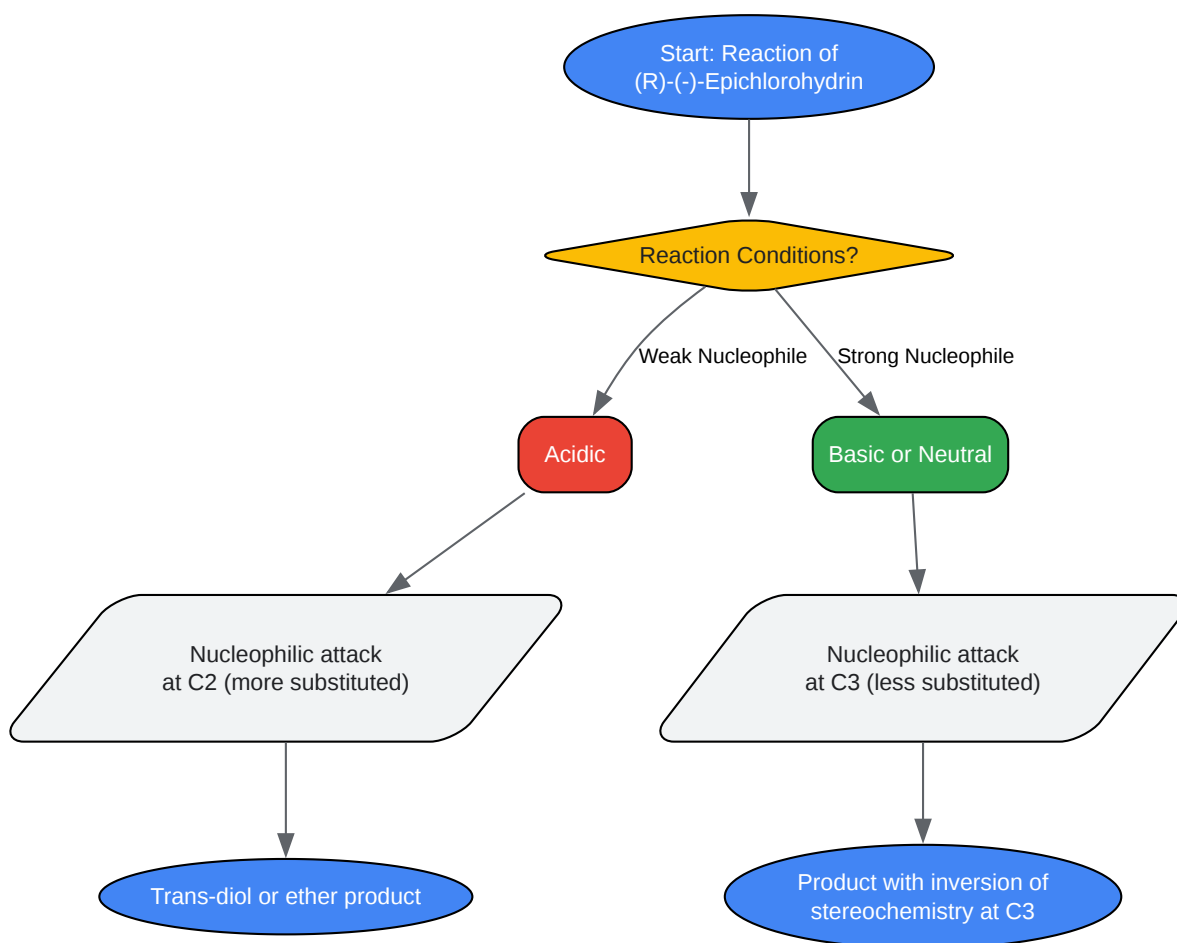 Start: Reaction of
(R)-(-)-Epichlorohydrin
Reaction Conditions?
Weak Nucleophile
Strong Nucleophile
Acidic
Basic or Neutral
Nucleophilic attack
at C2 (more substituted)
Nucleophilic attack
at C3 (less substituted)
Trans-diol or ether product
Product with inversion of
stereochemistry at C3